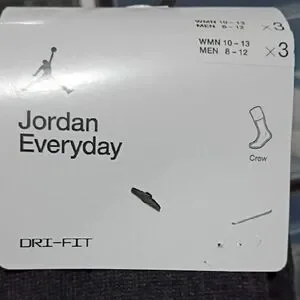 WMN 10-13
MEN 8-12 ×3
WMN 10-13
MEN 8-12 ×3
Jordan
Everyday
Crew
DRI-FIT